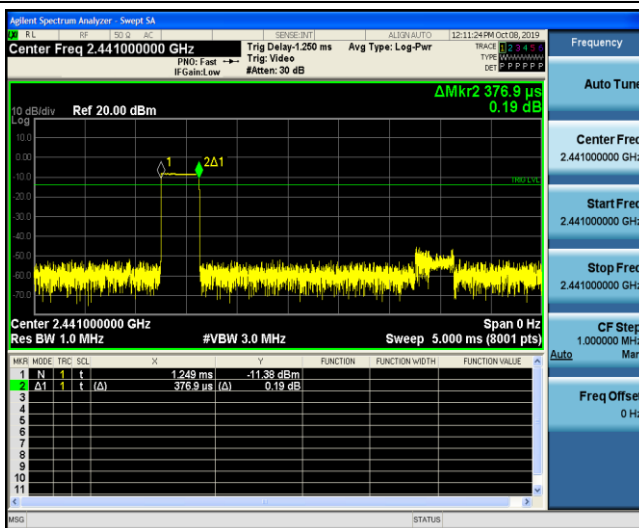 Agilent Spectrum Analyzer - Swept SA
RL RF 50 Ω AC SENSE:INT ALIGN AUTO 12:11:24 PM Oct 08, 2019
Center Freq 2.441000000 GHz
PNO: Fast
IFGain:Low
Trig Delay-1.250 ms
Trig: Video
#Atten: 30 dB
Avg Type: Log-Pwr
TRACE 1 2 3 4 5 6
TYPE
DET P P P P P P
ΔMkr2 376.9 µs
0.19 dB
10 dB/div Ref 20.00 dBm
Log
10.0
0.00
-10.0
-20.0
-30.0
-40.0
-50.0
-60.0
-70.0
1
2Δ1
TRIG LVL
Center 2.441000000 GHz Span 0 Hz
Res BW 1.0 MHz #VBW 3.0 MHz Sweep 5.000 ms (8001 pts)
MKR MODE TRC SCL X Y FUNCTION FUNCTION WIDTH FUNCTION VALUE
1 N 1 t 1.249 ms -11.38 dBm
2 Δ1 1 t (Δ) 376.9 µs (Δ) 0.19 dB
3
4
5
6
7
8
9
10
11
MSG STATUS
Frequency
Auto Tune
Center Freq
2.441000000 GHz
Start Freq
2.441000000 GHz
Stop Freq
2.441000000 GHz
CF Step
1.000000 MHz
Auto Man
Freq Offset
0 Hz